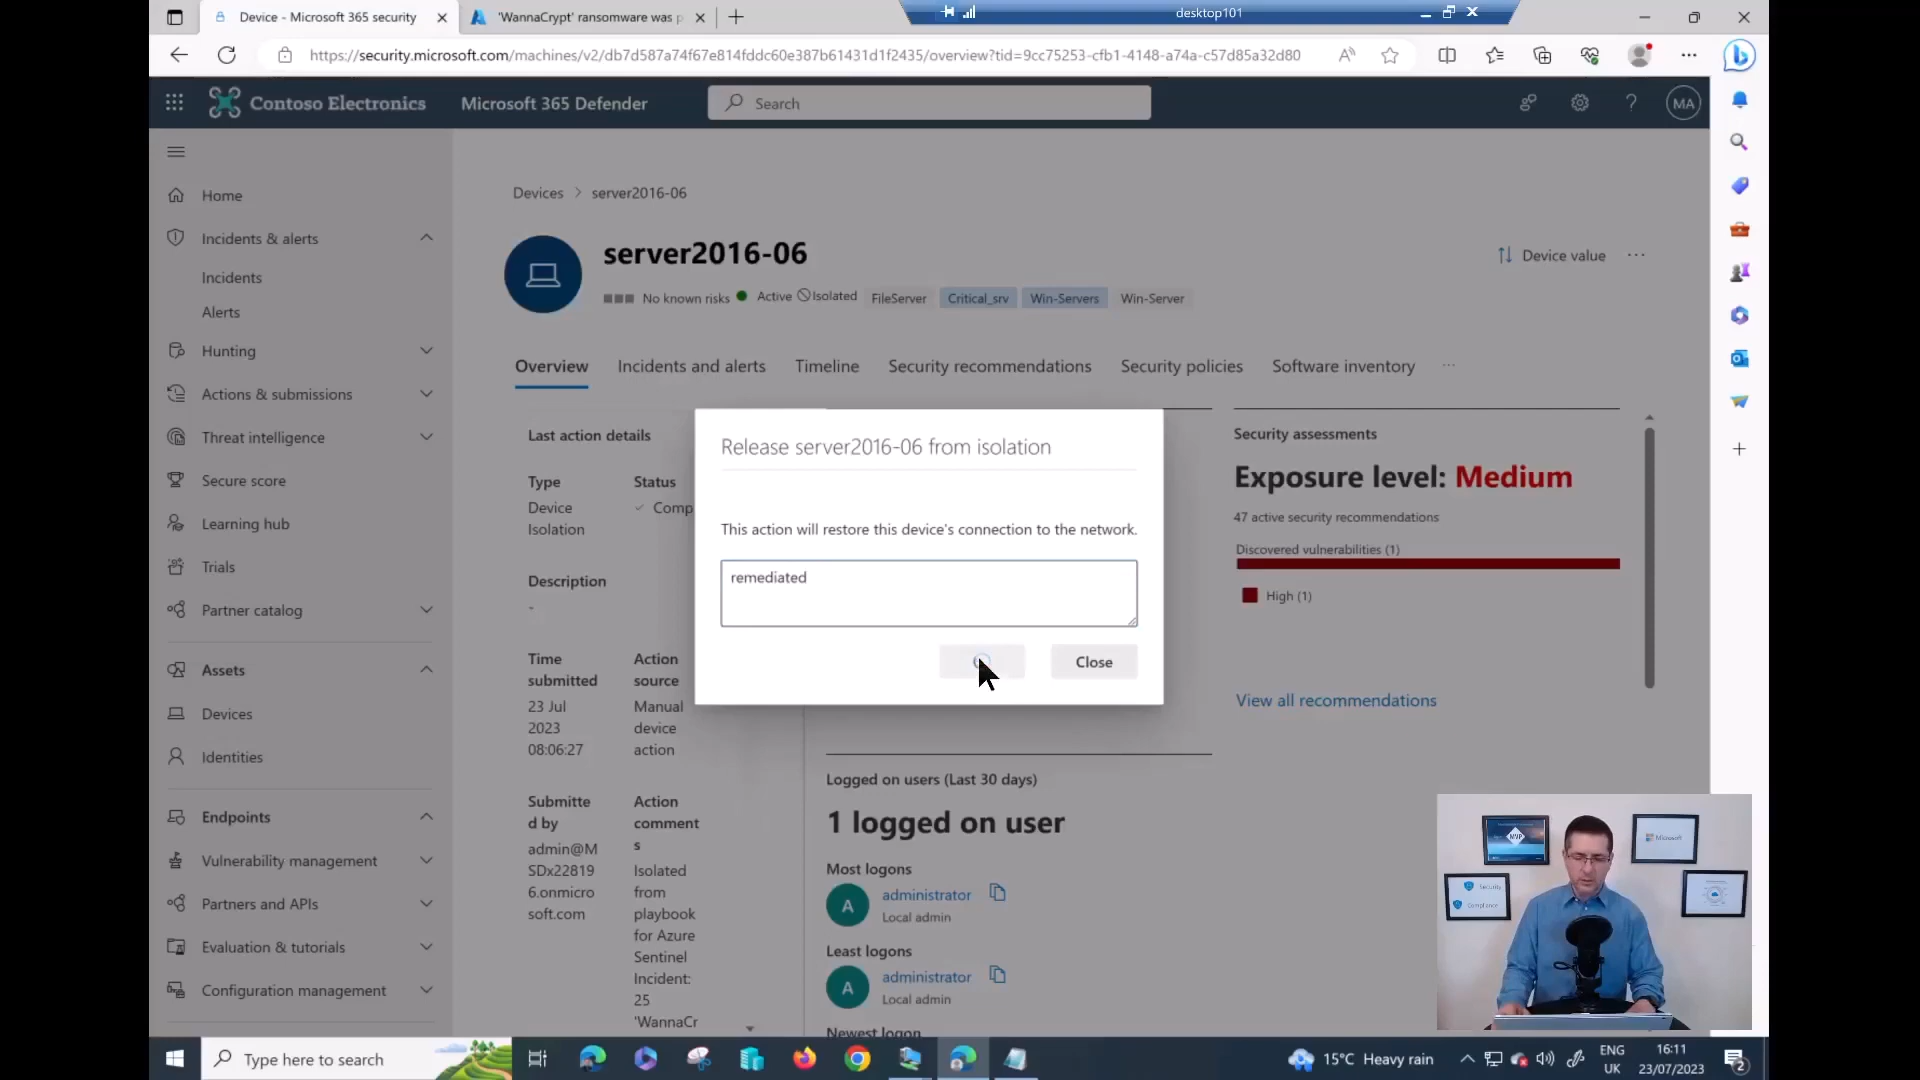 Device - Microsoft 365 security
'WannaCrypt' ransomware was p
desktop101
https://security.microsoft.com/machines/v2/db7d587a74f67e814fddc60e387b61431d1f2435/overview?tid=9cc75253-cfb1-4148-a74a-c57d85a32d80
Contoso Electronics
Microsoft 365 Defender
Search
MA
Home
Incidents & alerts
Incidents
Alerts
Hunting
Actions & submissions
Threat intelligence
Secure score
Learning hub
Trials
Partner catalog
Assets
Devices
Identities
Endpoints
Vulnerability management
Partners and APIs
Evaluation & tutorials
Configuration management
Devices > server2016-06
server2016-06
No known risks
Active
Isolated
FileServer
Critical_srv
Win-Servers
Win-Server
Device value
Overview
Incidents and alerts
Timeline
Security recommendations
Security policies
Software inventory
Last action details
Type
Status
Device
Isolation
Comp
Description
-
Time
submitted
Action
source
23 Jul
2023
08:06:27
Manual
device
action
Submitte
d by
Action
comment
s
admin@M
SDx22819
6.onmicro
soft.com
Isolated
from
playbook
for Azure
Sentinel
Incident:
25
'WannaCr
Release server2016-06 from isolation
This action will restore this device's connection to the network.
remediated
Close
Security assessments
Exposure level: Medium
47 active security recommendations
Discovered vulnerabilities (1)
High (1)
View all recommendations
Logged on users (Last 30 days)
1 logged on user
Most logons
A
administrator
Local admin
Least logons
A
administrator
Local admin
Newest logon
MVP
Microsoft
Security
Compliance
Type here to search
15°C Heavy rain
ENG
UK
16:11
23/07/2023
2